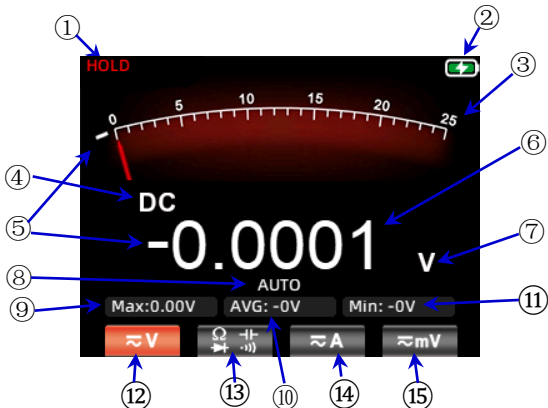 ① ②
HOLD
③
0 5 10 15 20 25
④ DC
⑤ -0.0001 ⑥
V ⑦
⑧ AUTO
⑨ Max:0.00V AVG: -0V Min: -0V ⑪
≂V Ω ≂A ≂mV
⑫ ⑬ ⑩ ⑭ ⑮